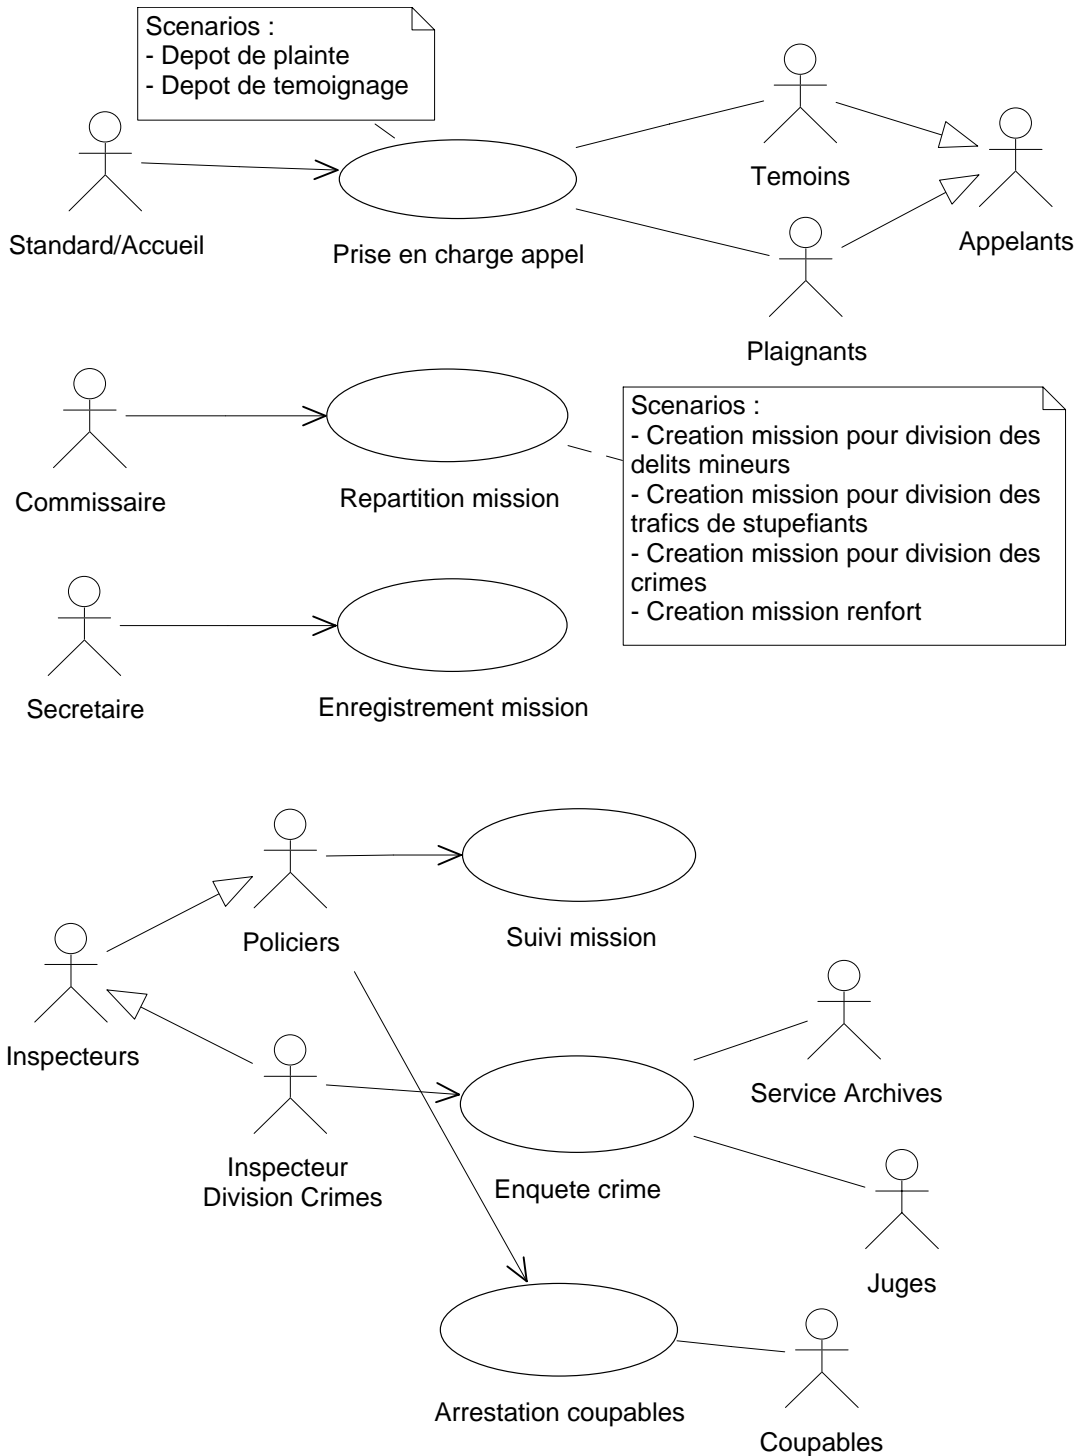 Scenarios :
- Depot de plainte
- Depot de temoignage
Temoins
Standard/Accueil
Prise en charge appel
Appelants
Plaignants
Commissaire
Repartition mission
Scenarios :
- Creation mission pour division des
delits mineurs
- Creation mission pour division des
trafics de stupefiants
- Creation mission pour division des
crimes
- Creation mission renfort
Secretaire
Enregistrement mission
Policiers
Suivi mission
Inspecteurs
Service Archives
Inspecteur
Division Crimes
Enquete crime
Juges
Arrestation coupables
Coupables